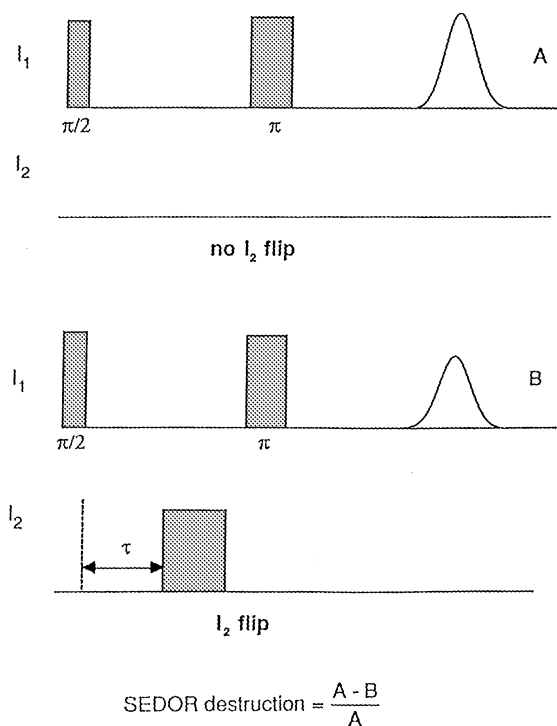 I₁
A
π/2
π
I₂
no I₂ flip
I₁
B
π/2
π
I₂
τ
I₂ flip
SEDOR destruction = A - B
A